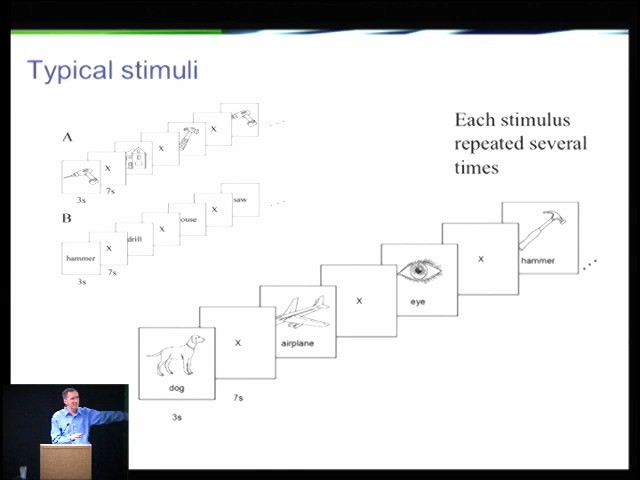 Typical stimuli
Each stimulus
repeated several
times
A
X
X
X
3s
7s
B
hammer
X
drill
X
ouse
X
saw
3s
7s
dog
X
airplane
X
eye
X
hammer
3s
7s